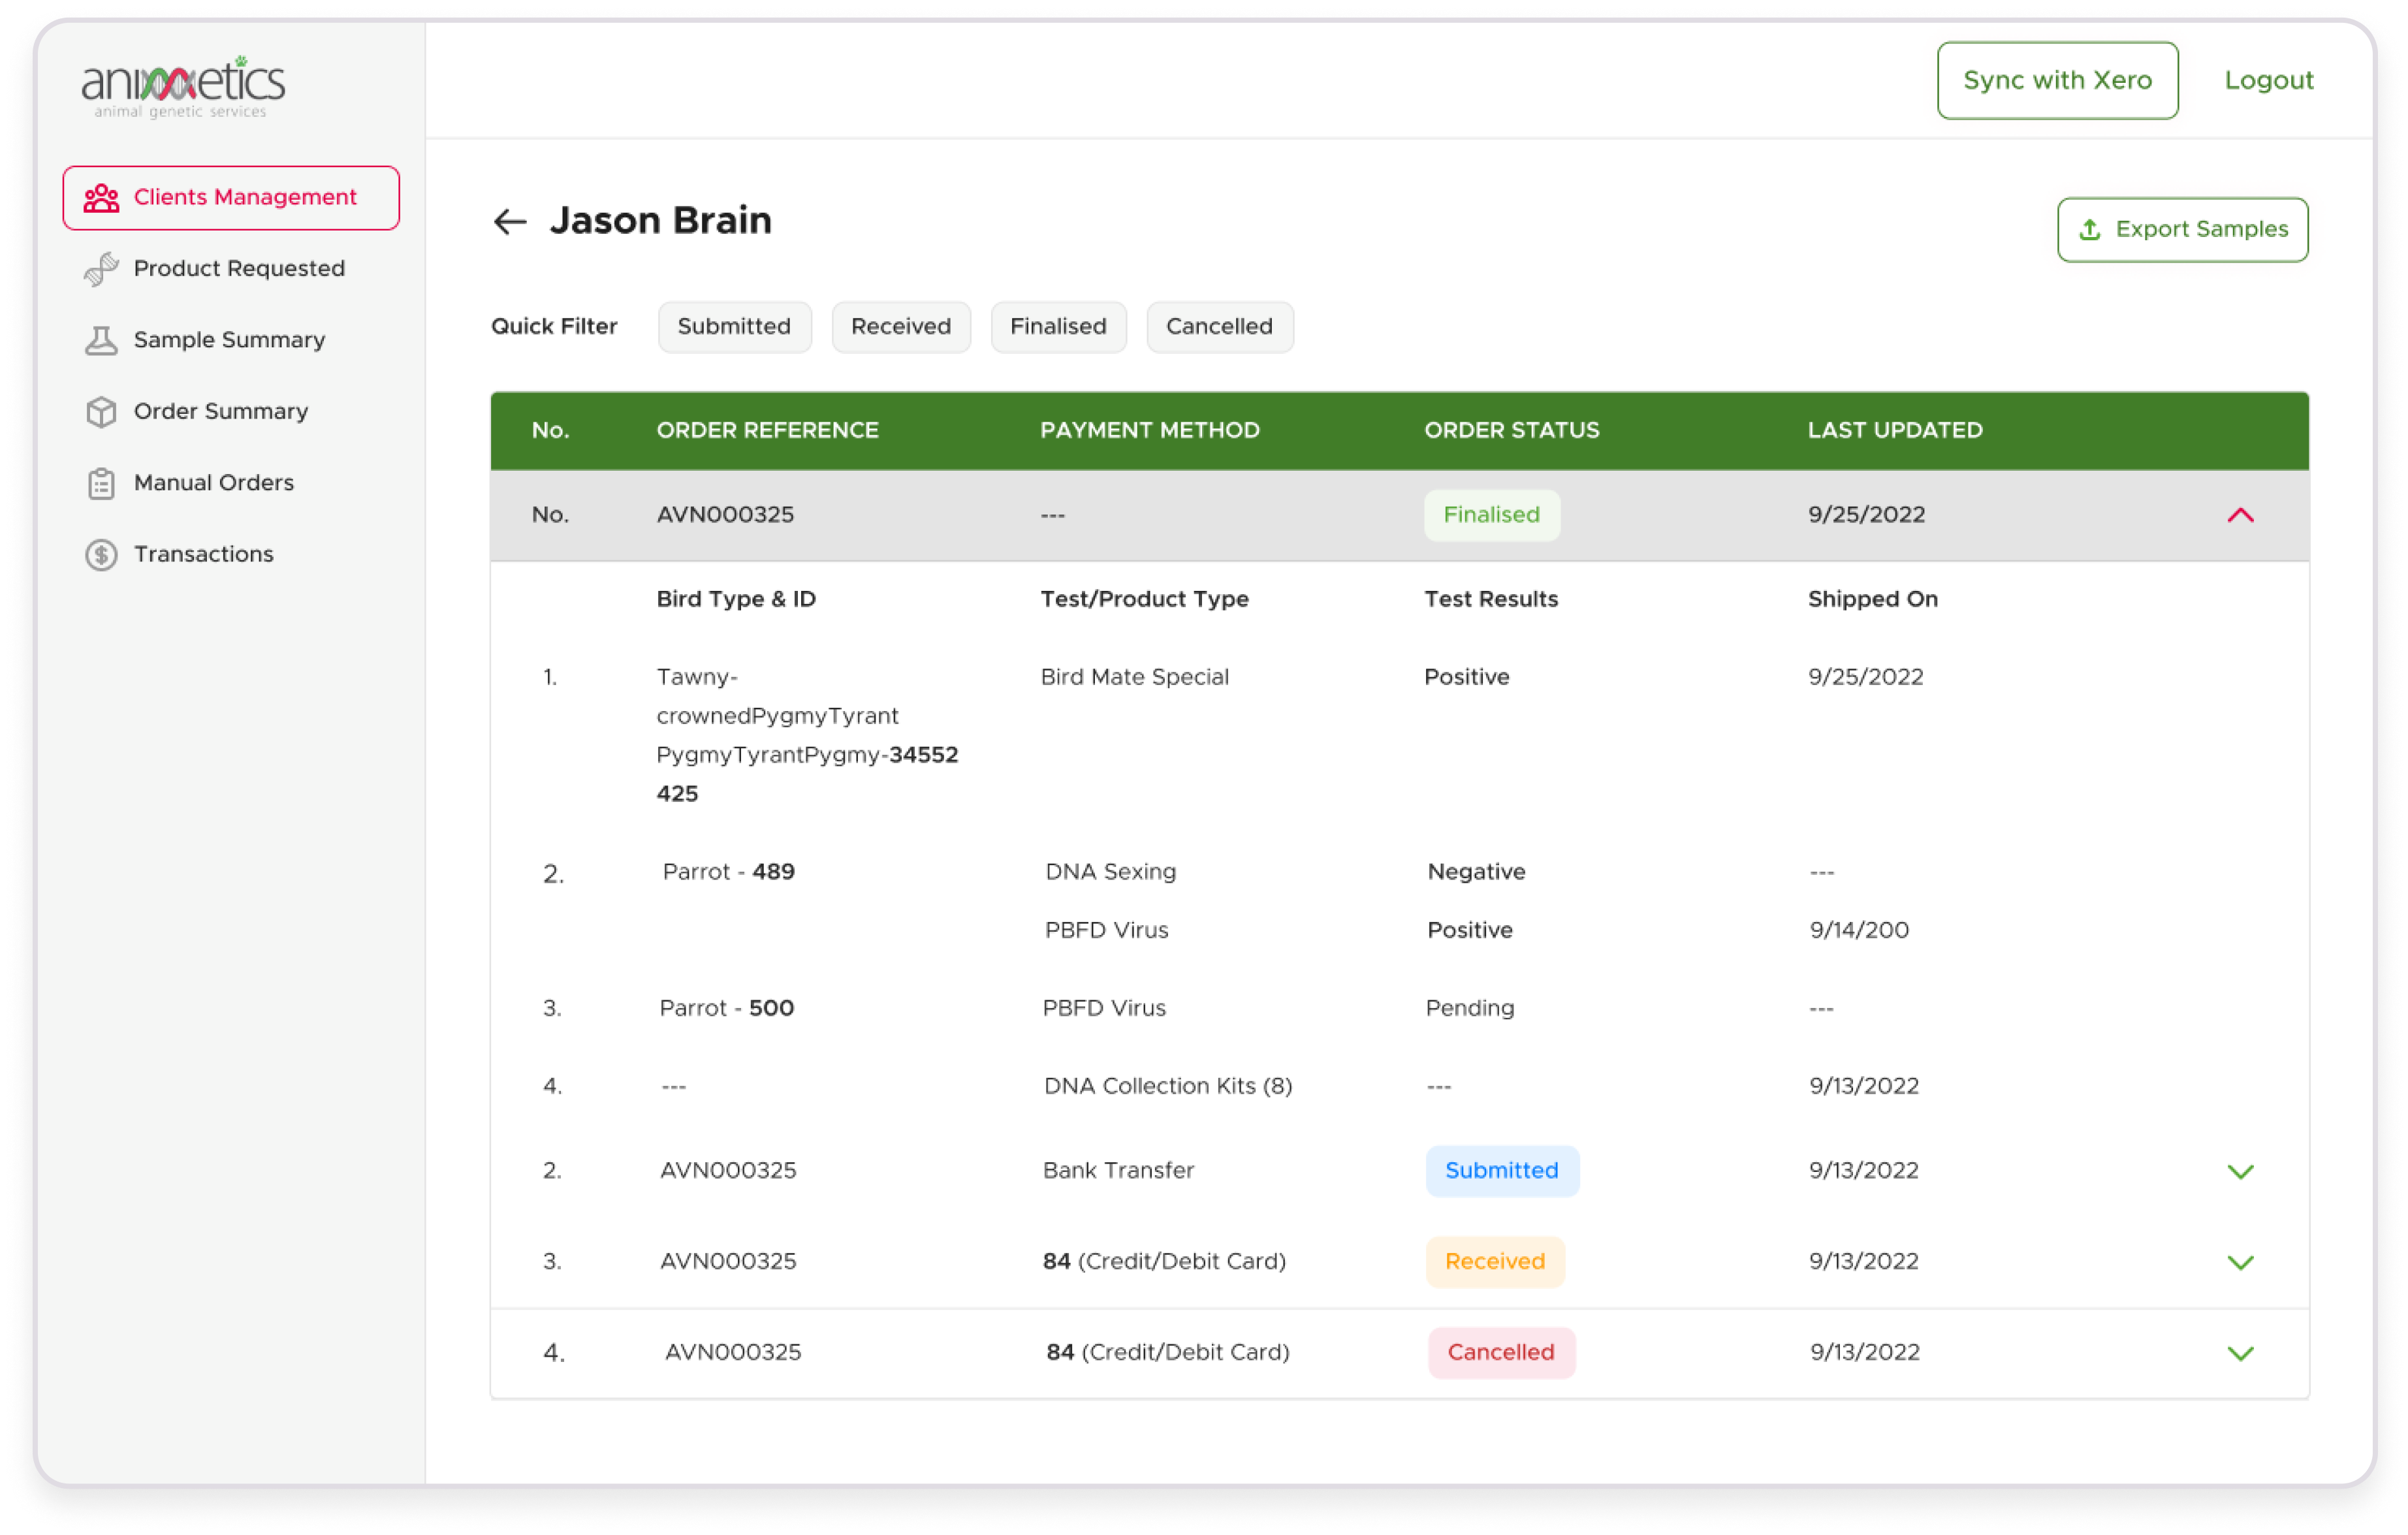 animetics
animal genetic services
Sync with Xero
Logout
Clients Management
Product Requested
Sample Summary
Order Summary
Manual Orders
Transactions
Jason Brain
Export Samples
Quick Filter Submitted Received Finalised Cancelled
No. ORDER REFERENCE PAYMENT METHOD ORDER STATUS LAST UPDATED
No. AVN000325 --- Finalised 9/25/2022
Bird Type & ID Test/Product Type Test Results Shipped On
1. Tawny- Bird Mate Special Positive 9/25/2022
crownedPygmyTyrant
PygmyTyrantPygmy-34552
425
2. Parrot - 489 DNA Sexing Negative ---
PBFD Virus Positive 9/14/200
3. Parrot - 500 PBFD Virus Pending ---
4. --- DNA Collection Kits (8) --- 9/13/2022
2. AVN000325 Bank Transfer Submitted 9/13/2022
3. AVN000325 84 (Credit/Debit Card) Received 9/13/2022
4. AVN000325 84 (Credit/Debit Card) Cancelled 9/13/2022